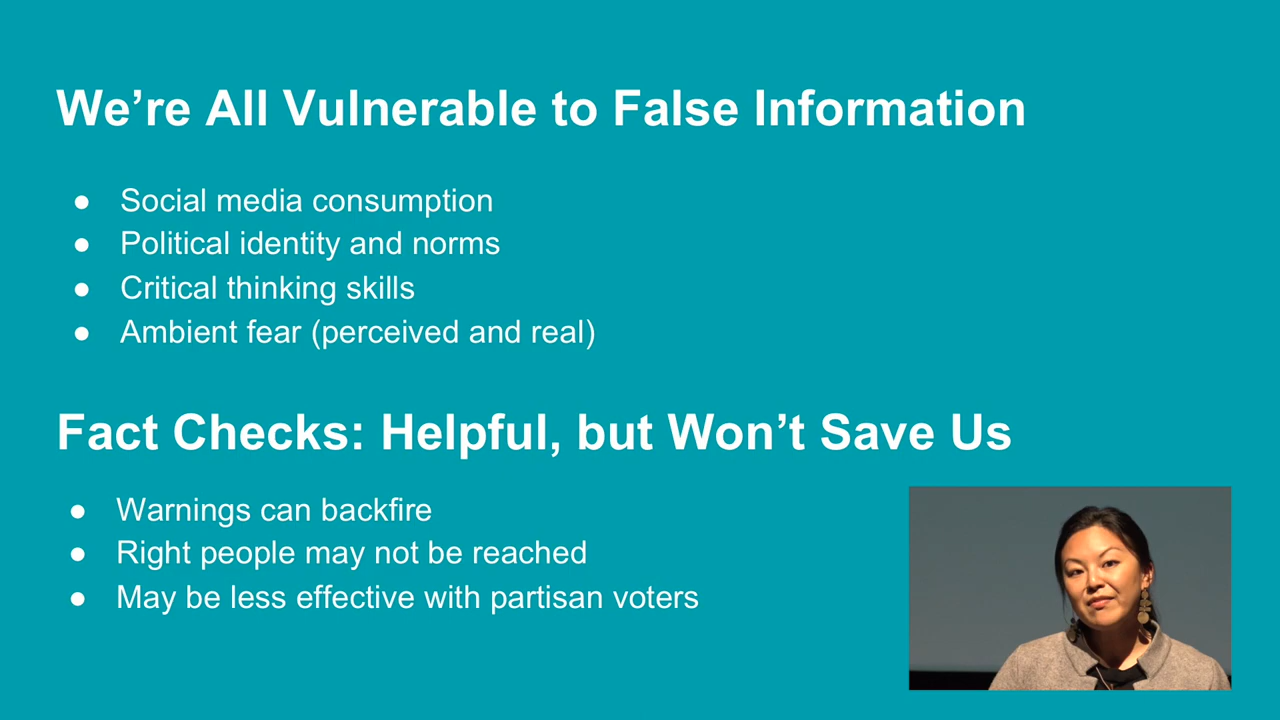 We’re All Vulnerable to False Information
● Social media consumption
● Political identity and norms
● Critical thinking skills
● Ambient fear (perceived and real)
Fact Checks: Helpful, but Won’t Save Us
● Warnings can backfire
● Right people may not be reached
● May be less effective with partisan voters